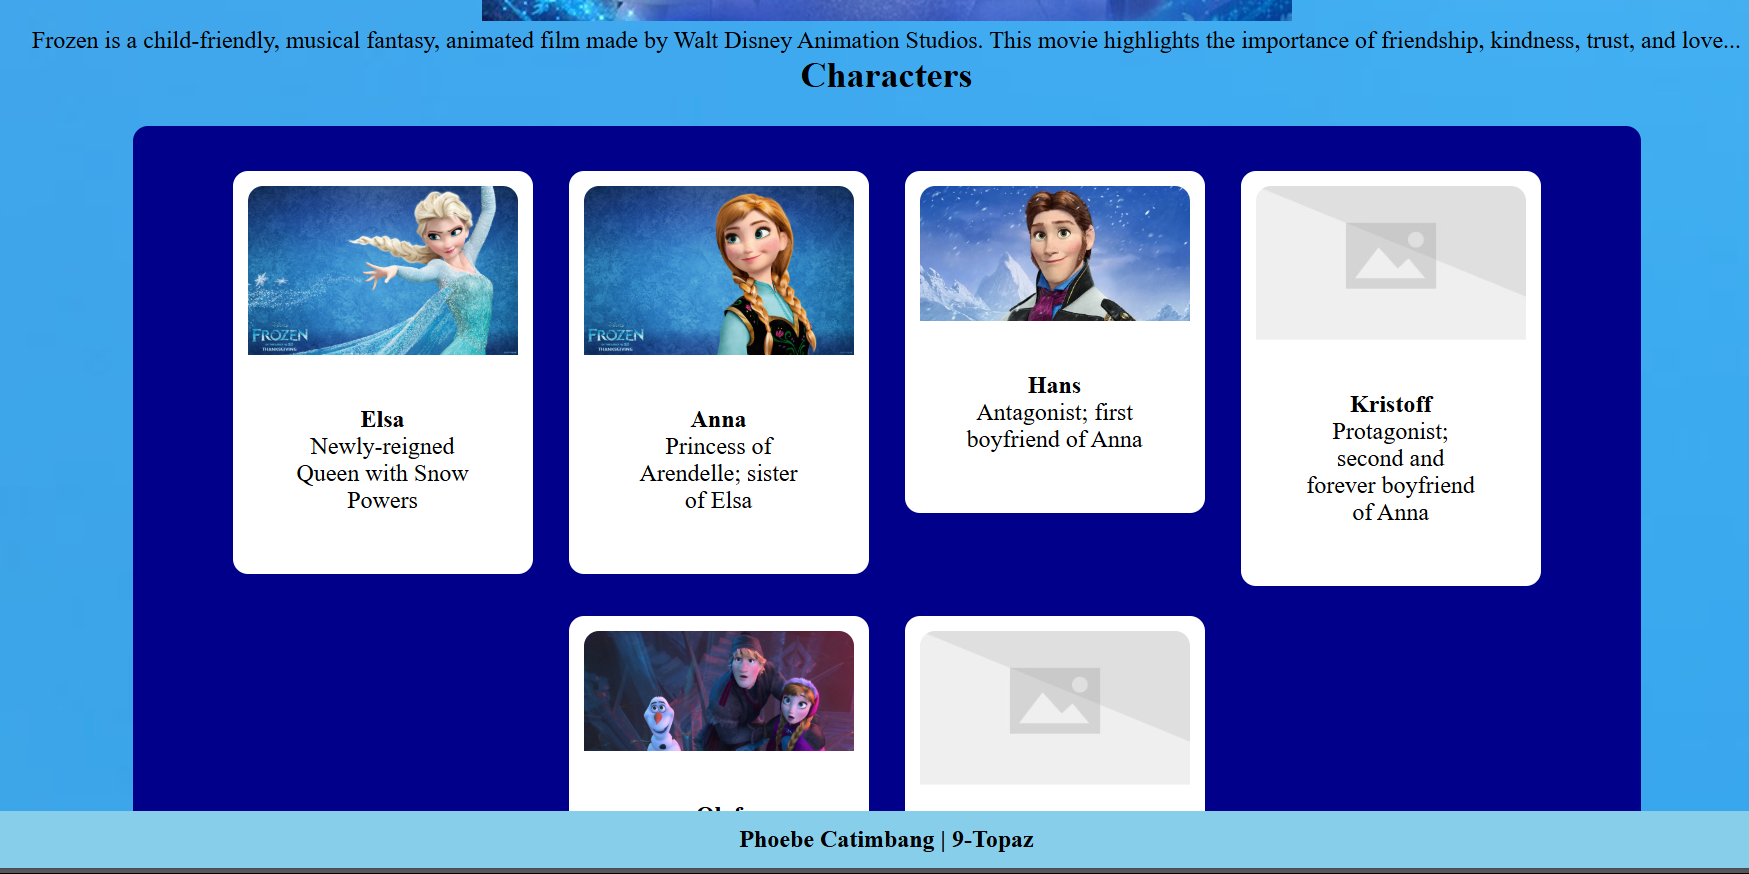 Frozen is a child-friendly, musical fantasy, animated film made by Walt Disney Animation Studios. This movie highlights the importance of friendship, kindness, trust, and love...
Characters
FROZEN
THANKSGIVING
Elsa
Newly-reigned
Queen with Snow
Powers
FROZEN
THANKSGIVING
Anna
Princess of
Arendelle; sister
of Elsa
Hans
Antagonist; first
boyfriend of Anna
Kristoff
Protagonist;
second and
forever boyfriend
of Anna
Phoebe Catimbang | 9-Topaz